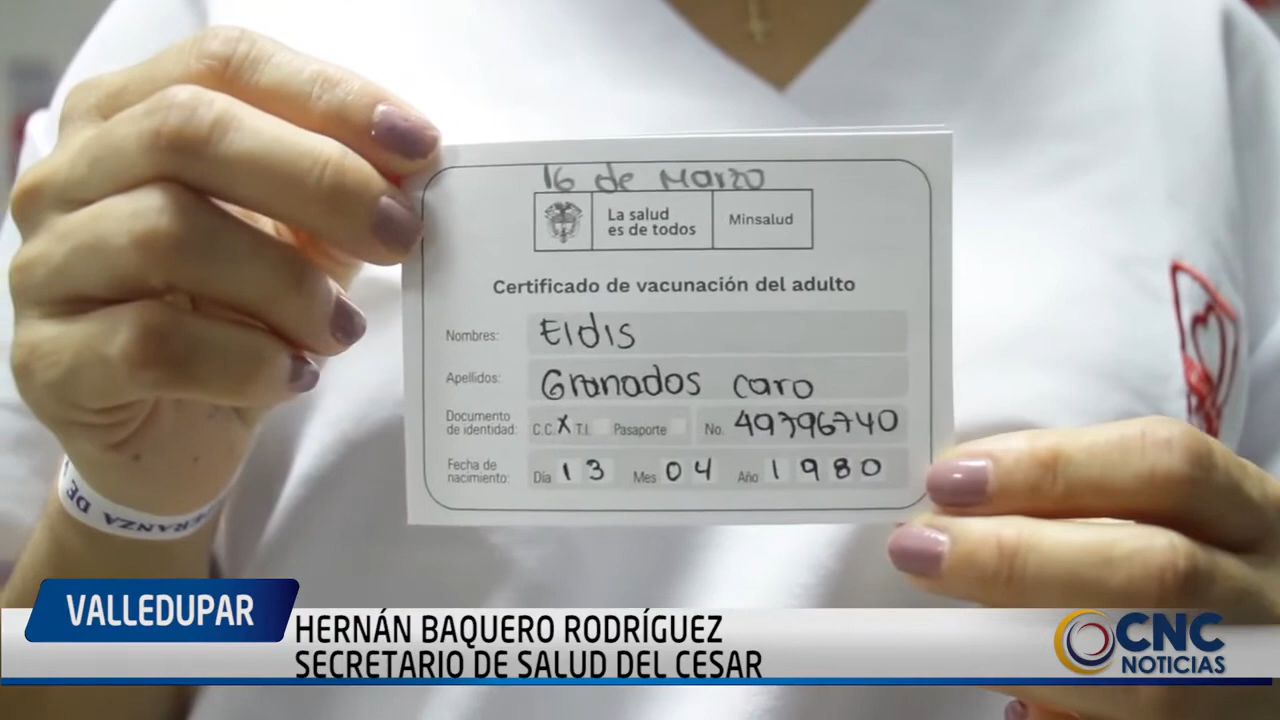 16 de Marzo
La salud
es de todos
Minsalud
Certificado de vacunación del adulto
Nombres: Eldis
Apellidos: Granados caro
Documento
de identidad: C.C. X T.I. Pasaporte No. 49796740
Fecha de
nacimiento: Día 13 Mes 04 Año 1980
PERANZA DE
VALLEDUPAR
HERNÁN BAQUERO RODRÍGUEZ
SECRETARIO DE SALUD DEL CESAR
CNC
NOTICIAS